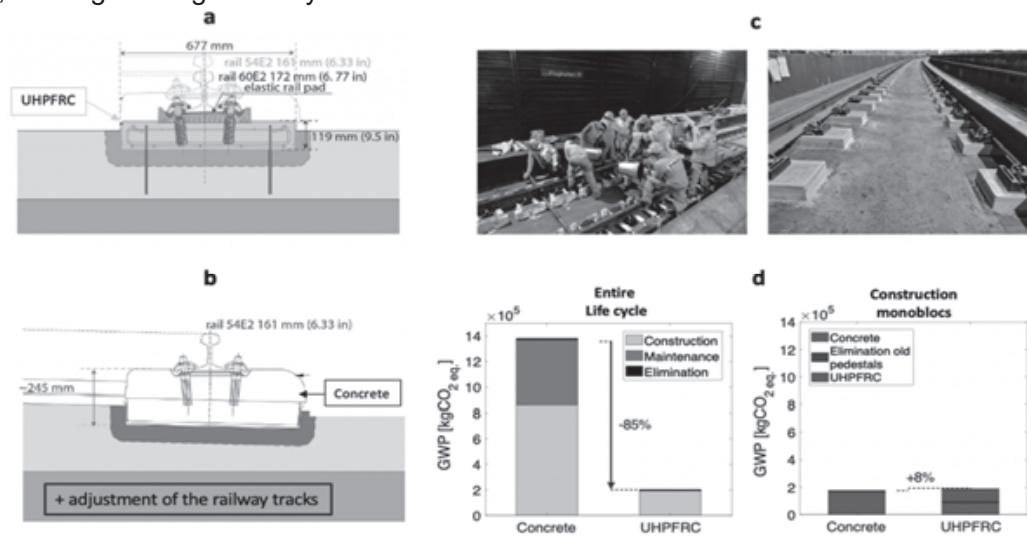 a
677 mm
rail 54E2 161 mm (6.33 in)
rail 60E2 172 mm (6. 77 in)
elastic rail pad
UHPFRC
119 mm (9.5 in)
b
rail 54E2 161 mm (6.33 in)
~245 mm
Concrete
+ adjustment of the railway tracks
c
d
Entire
Life cycle
×10⁵
14
12
10
8
6
4
2
0
GWP [kgCO2 eq.]
Construction
Maintenance
Elimination
-85%
Concrete
UHPFRC
Construction
monoblocs
×10⁵
14
12
10
8
6
4
2
0
GWP [kgCO2 eq.]
Concrete
Elimination old
pedestals
UHPFRC
+8%
Concrete
UHPFRC